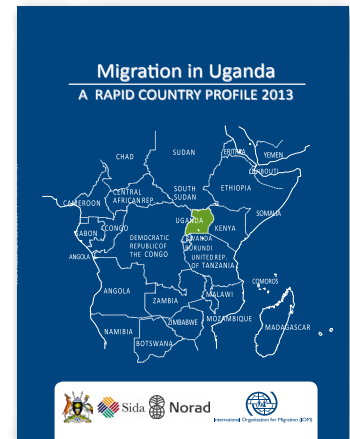 Migration in Uganda
A RAPID COUNTRY PROFILE 2013
CHAD
SUDAN
ERITREA
YEMEN
DJIBOUTI
CENTRAL
AFRICAN REP.
SOUTH
SUDAN
ETHIOPIA
CAMEROON
SOMALIA
UGANDA
KENYA
GABON
CONGO
DEMOCRATIC
REPUBLIC OF
THE CONGO
RWANDA
BURUNDI
ANGOLA
UNITED REP.
OF TANZANIA
COMOROS
ANGOLA
MALAWI
ZAMBIA
MOZAMBIQUE
ZIMBABWE
MADAGASCAR
NAMIBIA
BOTSWANA
Sida
Norad
IOM
International Organization for Migration (IOM)